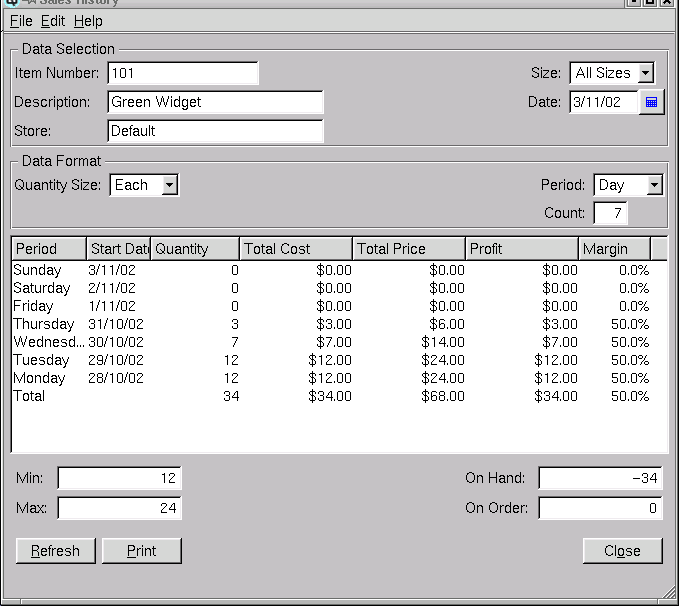 Sales History
File Edit Help
Data Selection
Item Number: 101 Size: All Sizes
Description: Green Widget Date: 3/11/02
Store: Default
Data Format
Quantity Size: Each Period: Day
Count: 7
Period Start Date Quantity Total Cost Total Price Profit Margin
Sunday 3/11/02 0 $0.00 $0.00 $0.00 0.0%
Saturday 2/11/02 0 $0.00 $0.00 $0.00 0.0%
Friday 1/11/02 0 $0.00 $0.00 $0.00 0.0%
Thursday 31/10/02 3 $3.00 $6.00 $3.00 50.0%
Wednesd... 30/10/02 7 $7.00 $14.00 $7.00 50.0%
Tuesday 29/10/02 12 $12.00 $24.00 $12.00 50.0%
Monday 28/10/02 12 $12.00 $24.00 $12.00 50.0%
Total 34 $34.00 $68.00 $34.00 50.0%
Min: 12 On Hand: -34
Max: 24 On Order: 0
Refresh Print Close